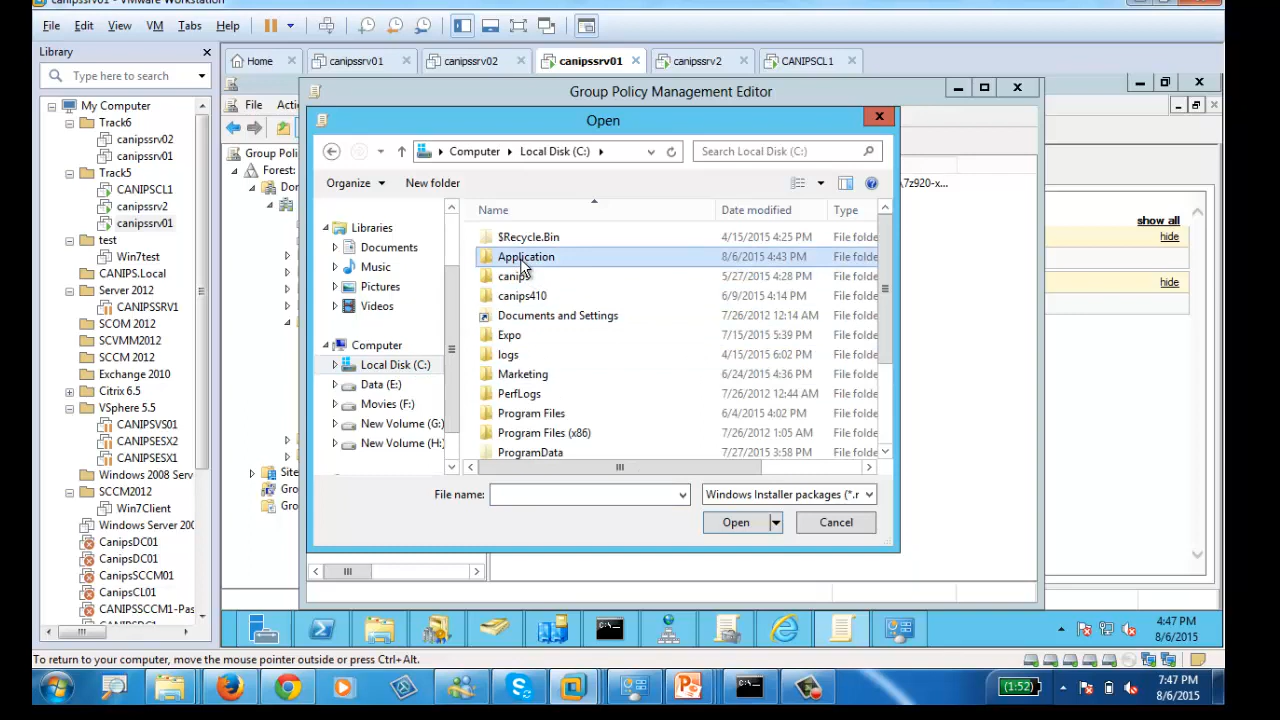 canipssrv01 - VMware Workstation
File Edit View VM Tabs Help
Library
Type here to search
My Computer
Track6
canipssrv02
canipssrv01
Track5
CANIPSCL1
canipssrv2
canipssrv01
test
Win7test
CANIPS.Local
Server 2012
CANIPSSRV1
SCOM 2012
SCVMM2012
SCCM 2012
Exchange 2010
Citrix 6.5
VSphere 5.5
CANIPSVS01
CANIPSESX2
CANIPSESX1
Windows 2008 Serv
SCCM2012
Win7Client
Windows Server 200
CanipsDC01
CanipsDC01
CanipsSCCM01
CanipsCL01
CANIPSSCCM1-Pas
Home canipssrv01 canipssrv02 canipssrv01 canipssrv2 CANIPSCL1
Group Policy Management Editor
File Actio
Group Poli
Forest:
Dor
Site
Gro
Gro
\7z920-x...
show all
hide
hide
Open
Computer Local Disk (C:) Search Local Disk (C:)
Organize New folder
Libraries
Documents
Music
Pictures
Videos
Computer
Local Disk (C:)
Data (E:)
Movies (F:)
New Volume (G:)
New Volume (H:)
Name Date modified Type
$Recycle.Bin 4/15/2015 4:25 PM File folde
Application 8/6/2015 4:43 PM File folde
canips 5/27/2015 4:28 PM File folde
canips410 6/9/2015 4:14 PM File folde
Documents and Settings 7/26/2012 12:14 AM File folde
Expo 7/15/2015 5:39 PM File folde
logs 4/15/2015 6:02 PM File folde
Marketing 6/24/2015 4:36 PM File folde
PerfLogs 7/26/2012 12:44 AM File folde
Program Files 6/4/2015 4:02 PM File folde
Program Files (x86) 7/26/2012 1:05 AM File folde
ProgramData 7/27/2015 3:58 PM File folde
File name: Windows Installer packages (*.r
Open Cancel
4:47 PM
8/6/2015
To return to your computer, move the mouse pointer outside or press Ctrl+Alt.
(1:52)
7:47 PM
8/6/2015